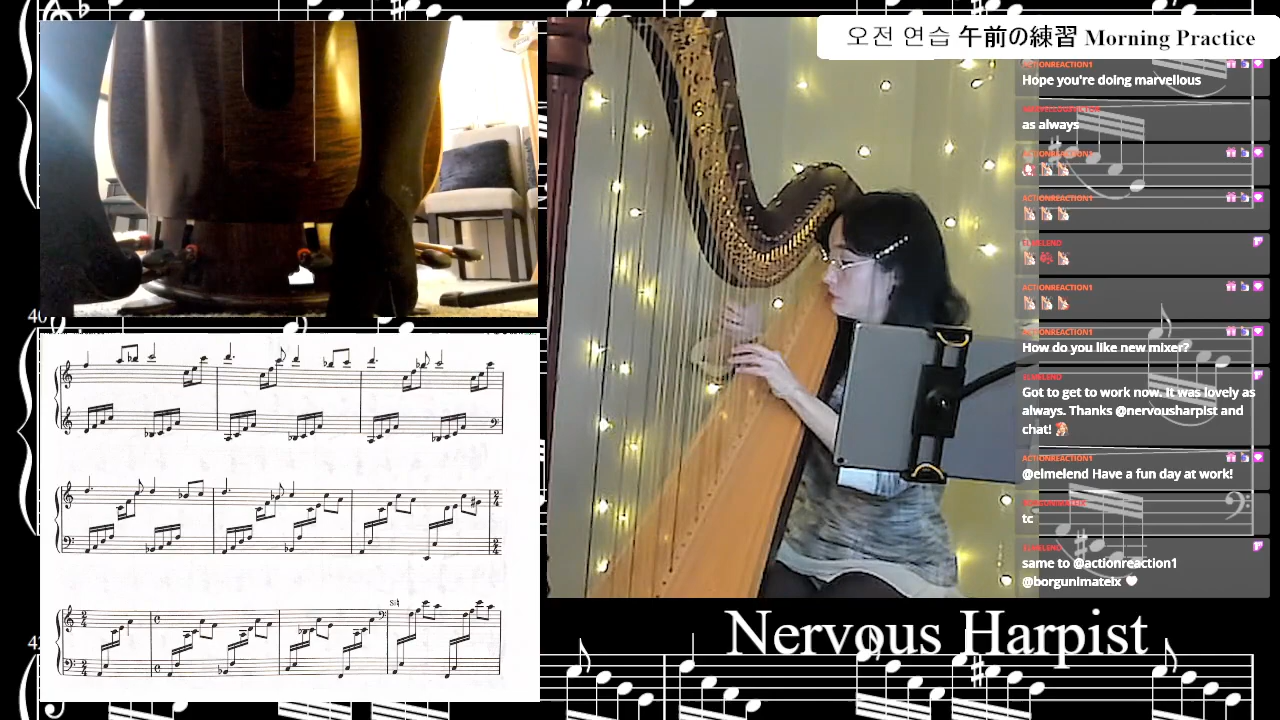 오전 연습 午前の練習 Morning Practice
ACTIONREACTION1
Hope you're doing marvellous
as always
ACTIONREACTION1
ACTIONREACTION1
ELMELEND
ACTIONREACTION1
ACTIONREACTION1
How do you like new mixer?
ELMELEND
Got to get to work now. It was lovely as
always. Thanks @nervousharpist and
chat!
ACTIONREACTION1
@elmelend Have a fun day at work!
tc
ELMELEND
same to @actionreaction1
@borgunimateix
Nervous Harpist